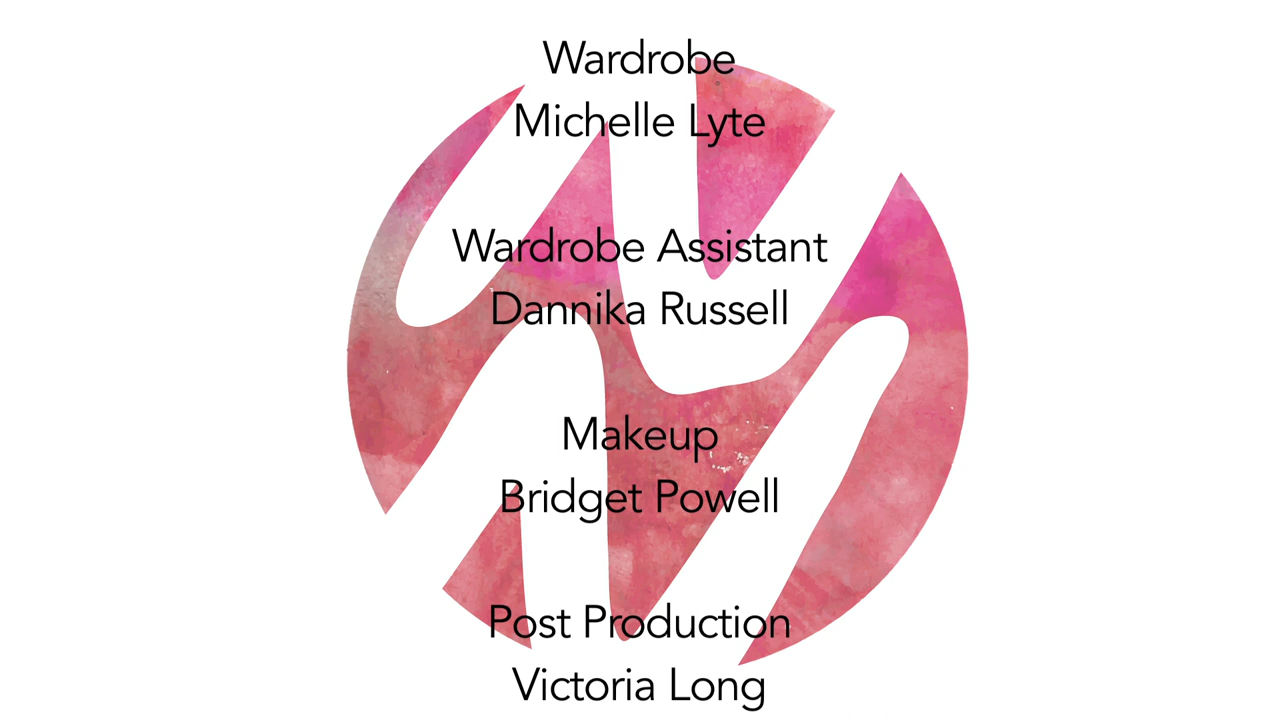 Wardrobe
Michelle Lyte
Wardrobe Assistant
Dannika Russell
Makeup
Bridget Powell
Post Production
Victoria Long